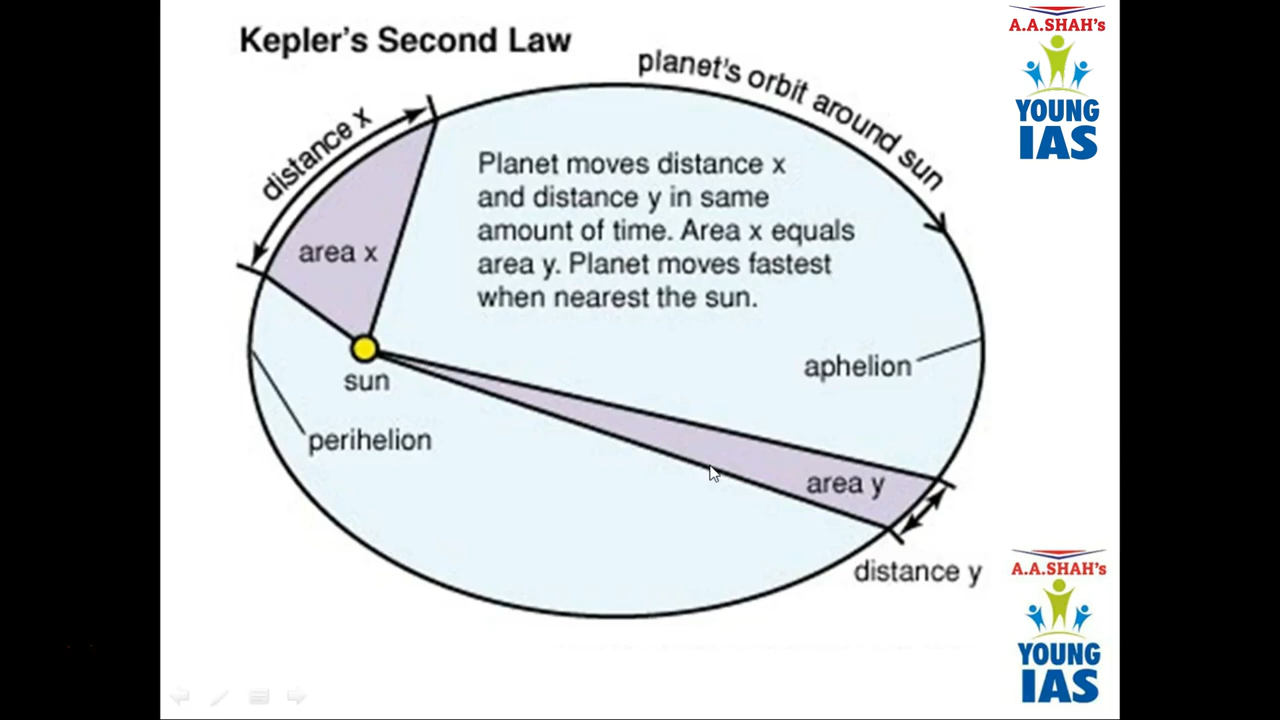 Kepler's Second Law
A.A.SHAH's
YOUNG
IAS
planet's orbit around sun
distance x
Planet moves distance x
and distance y in same
amount of time. Area x equals
area y. Planet moves fastest
when nearest the sun.
area x
sun
aphelion
perihelion
area y
distance y
A.A.SHAH's
YOUNG
IAS